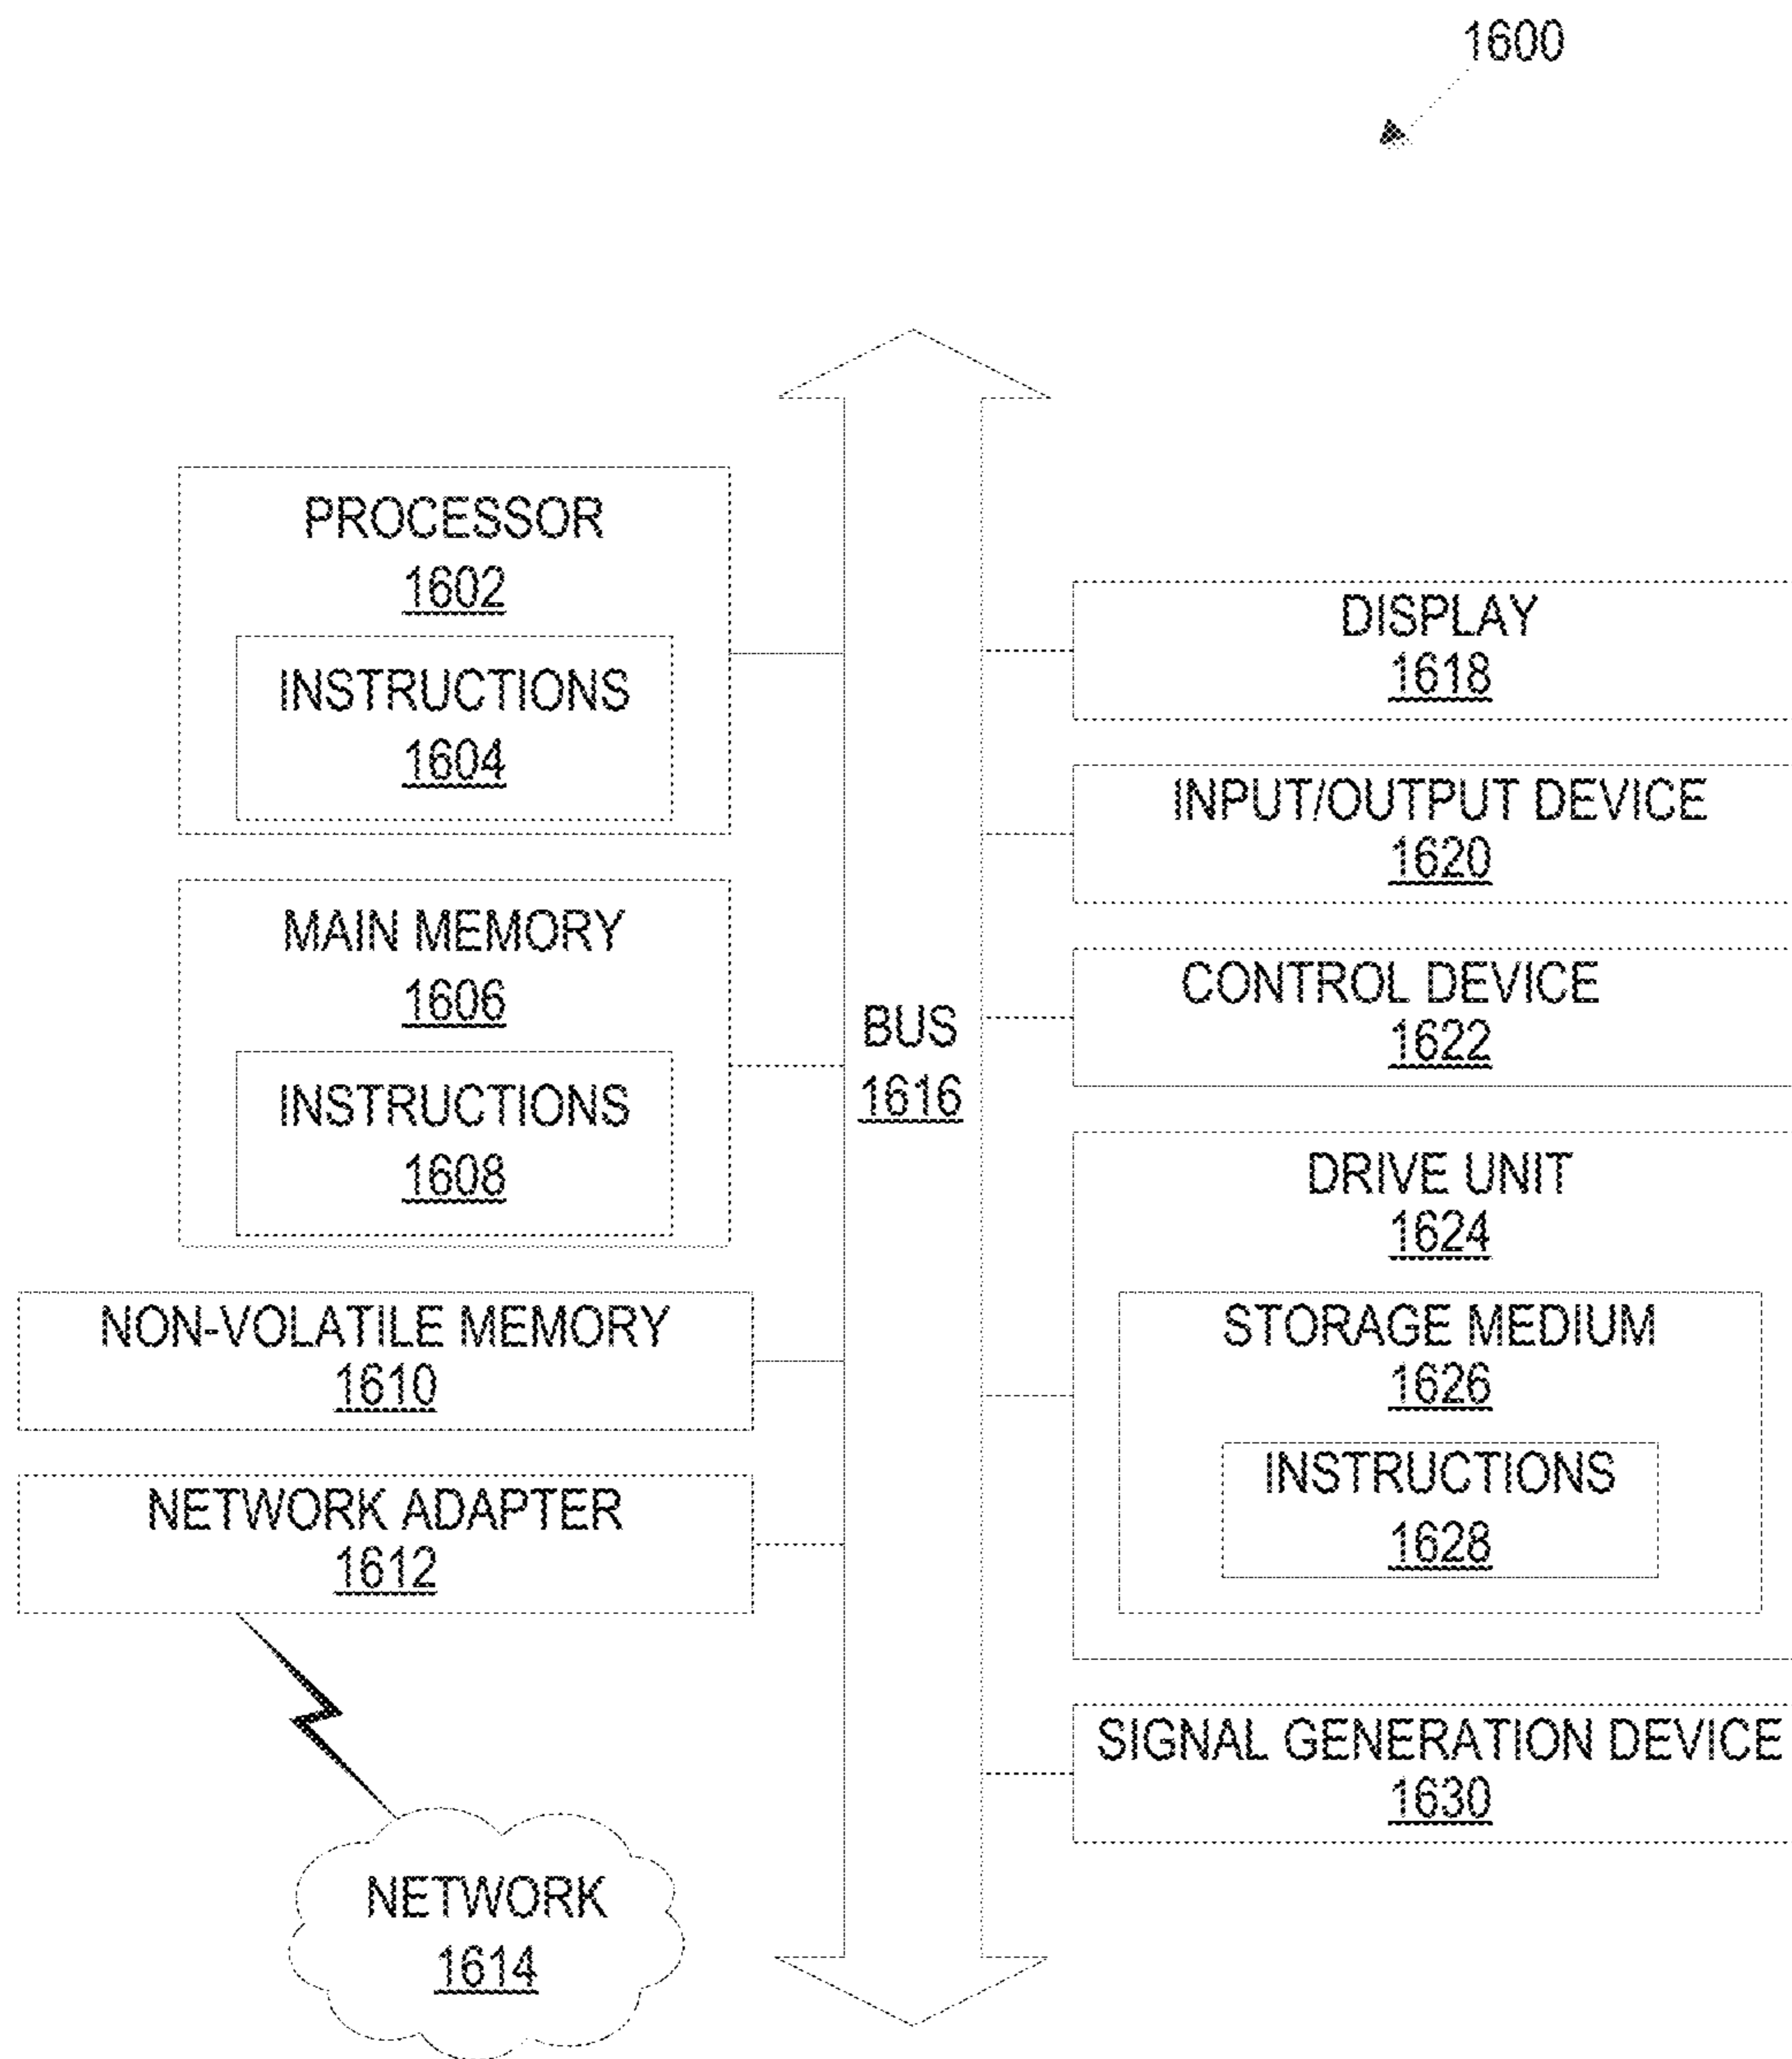 1600
PROCESSOR
1602
INSTRUCTIONS
1604
MAIN MEMORY
1606
INSTRUCTIONS
1608
NON-VOLATILE MEMORY
1610
NETWORK ADAPTER
1612
NETWORK
1614
BUS
1616
DISPLAY
1618
INPUT/OUTPUT DEVICE
1620
CONTROL DEVICE
1622
DRIVE UNIT
1624
STORAGE MEDIUM
1626
INSTRUCTIONS
1628
SIGNAL GENERATION DEVICE
1630